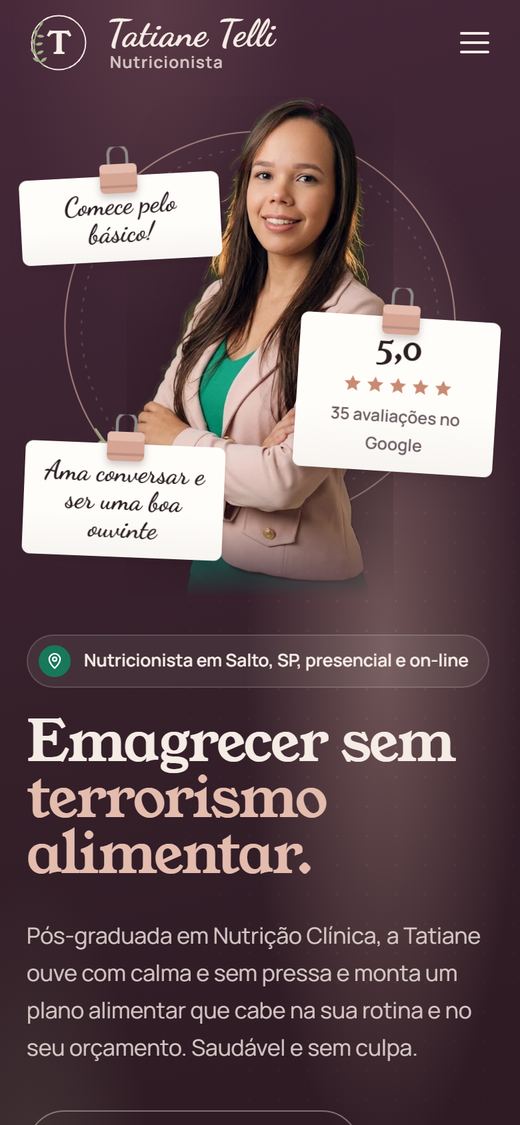 T
Tatiane Telli
Nutricionista
Comece pelo
básico!
5,0
35 avaliações no
Google
Ama conversar e
ser uma boa
ouvinte
Nutricionista em Salto, SP, presencial e on-line
Emagrecer sem
terrorismo
alimentar.
Pós-graduada em Nutrição Clínica, a Tatiane
ouve com calma e sem pressa e monta um
plano alimentar que cabe na sua rotina e no
seu orçamento. Saudável e sem culpa.